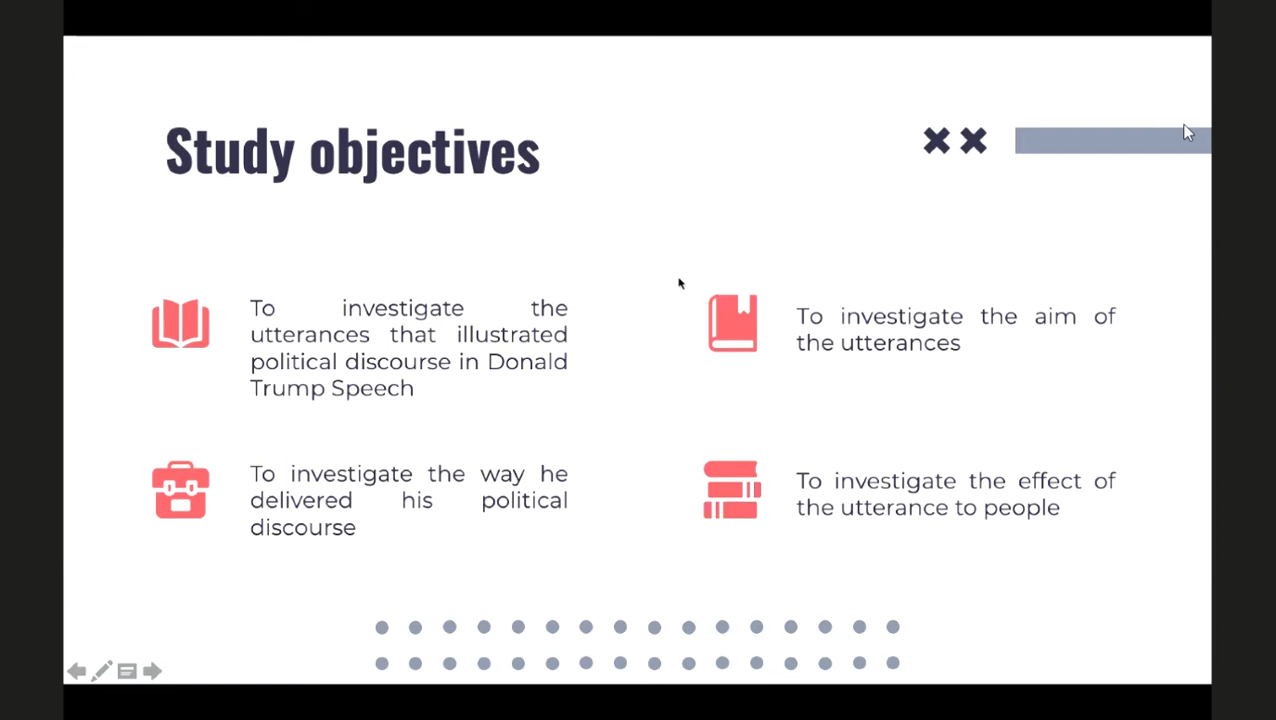 Study objectives
To investigate the
utterances that illustrated
political discourse in Donald
Trump Speech
To investigate the aim of
the utterances
To investigate the way he
delivered his political
discourse
To investigate the effect of
the utterance to people